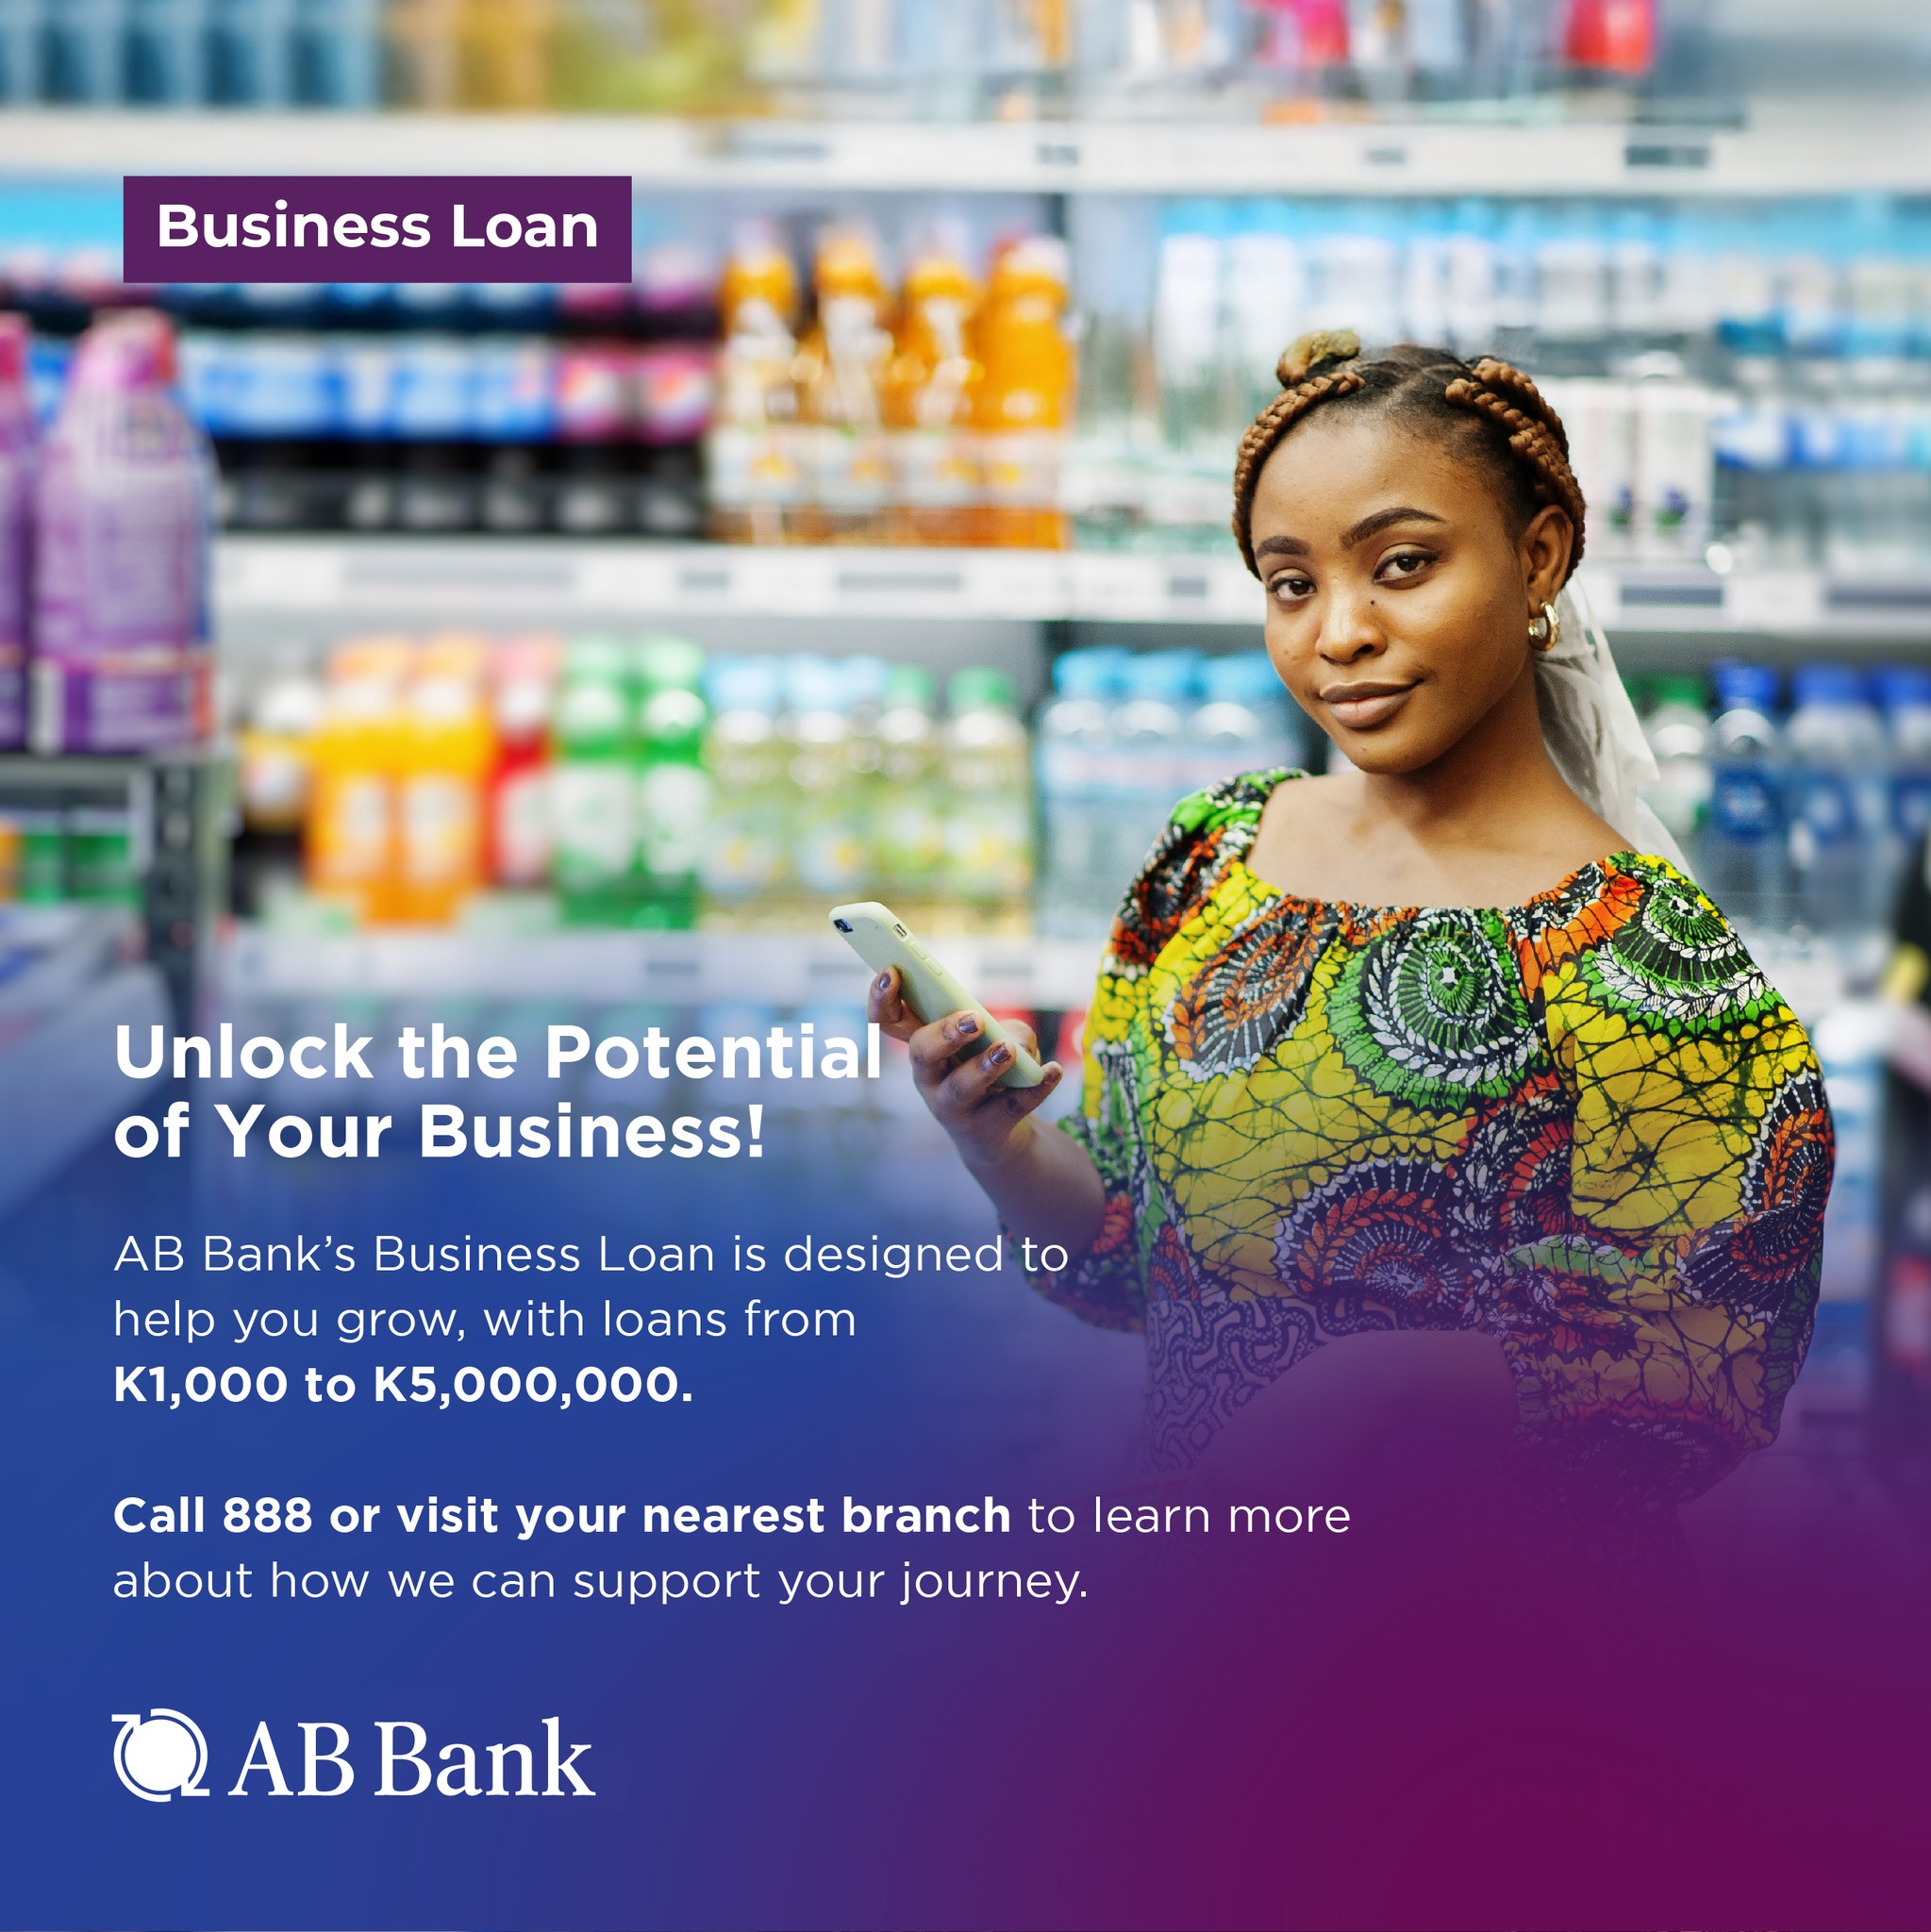 Business Loan
Unlock the Potential
of Your Business!
AB Bank’s Business Loan is designed to
help you grow, with loans from
K1,000 to K5,000,000.
Call 888 or visit your nearest branch to learn more
about how we can support your journey.
AB Bank